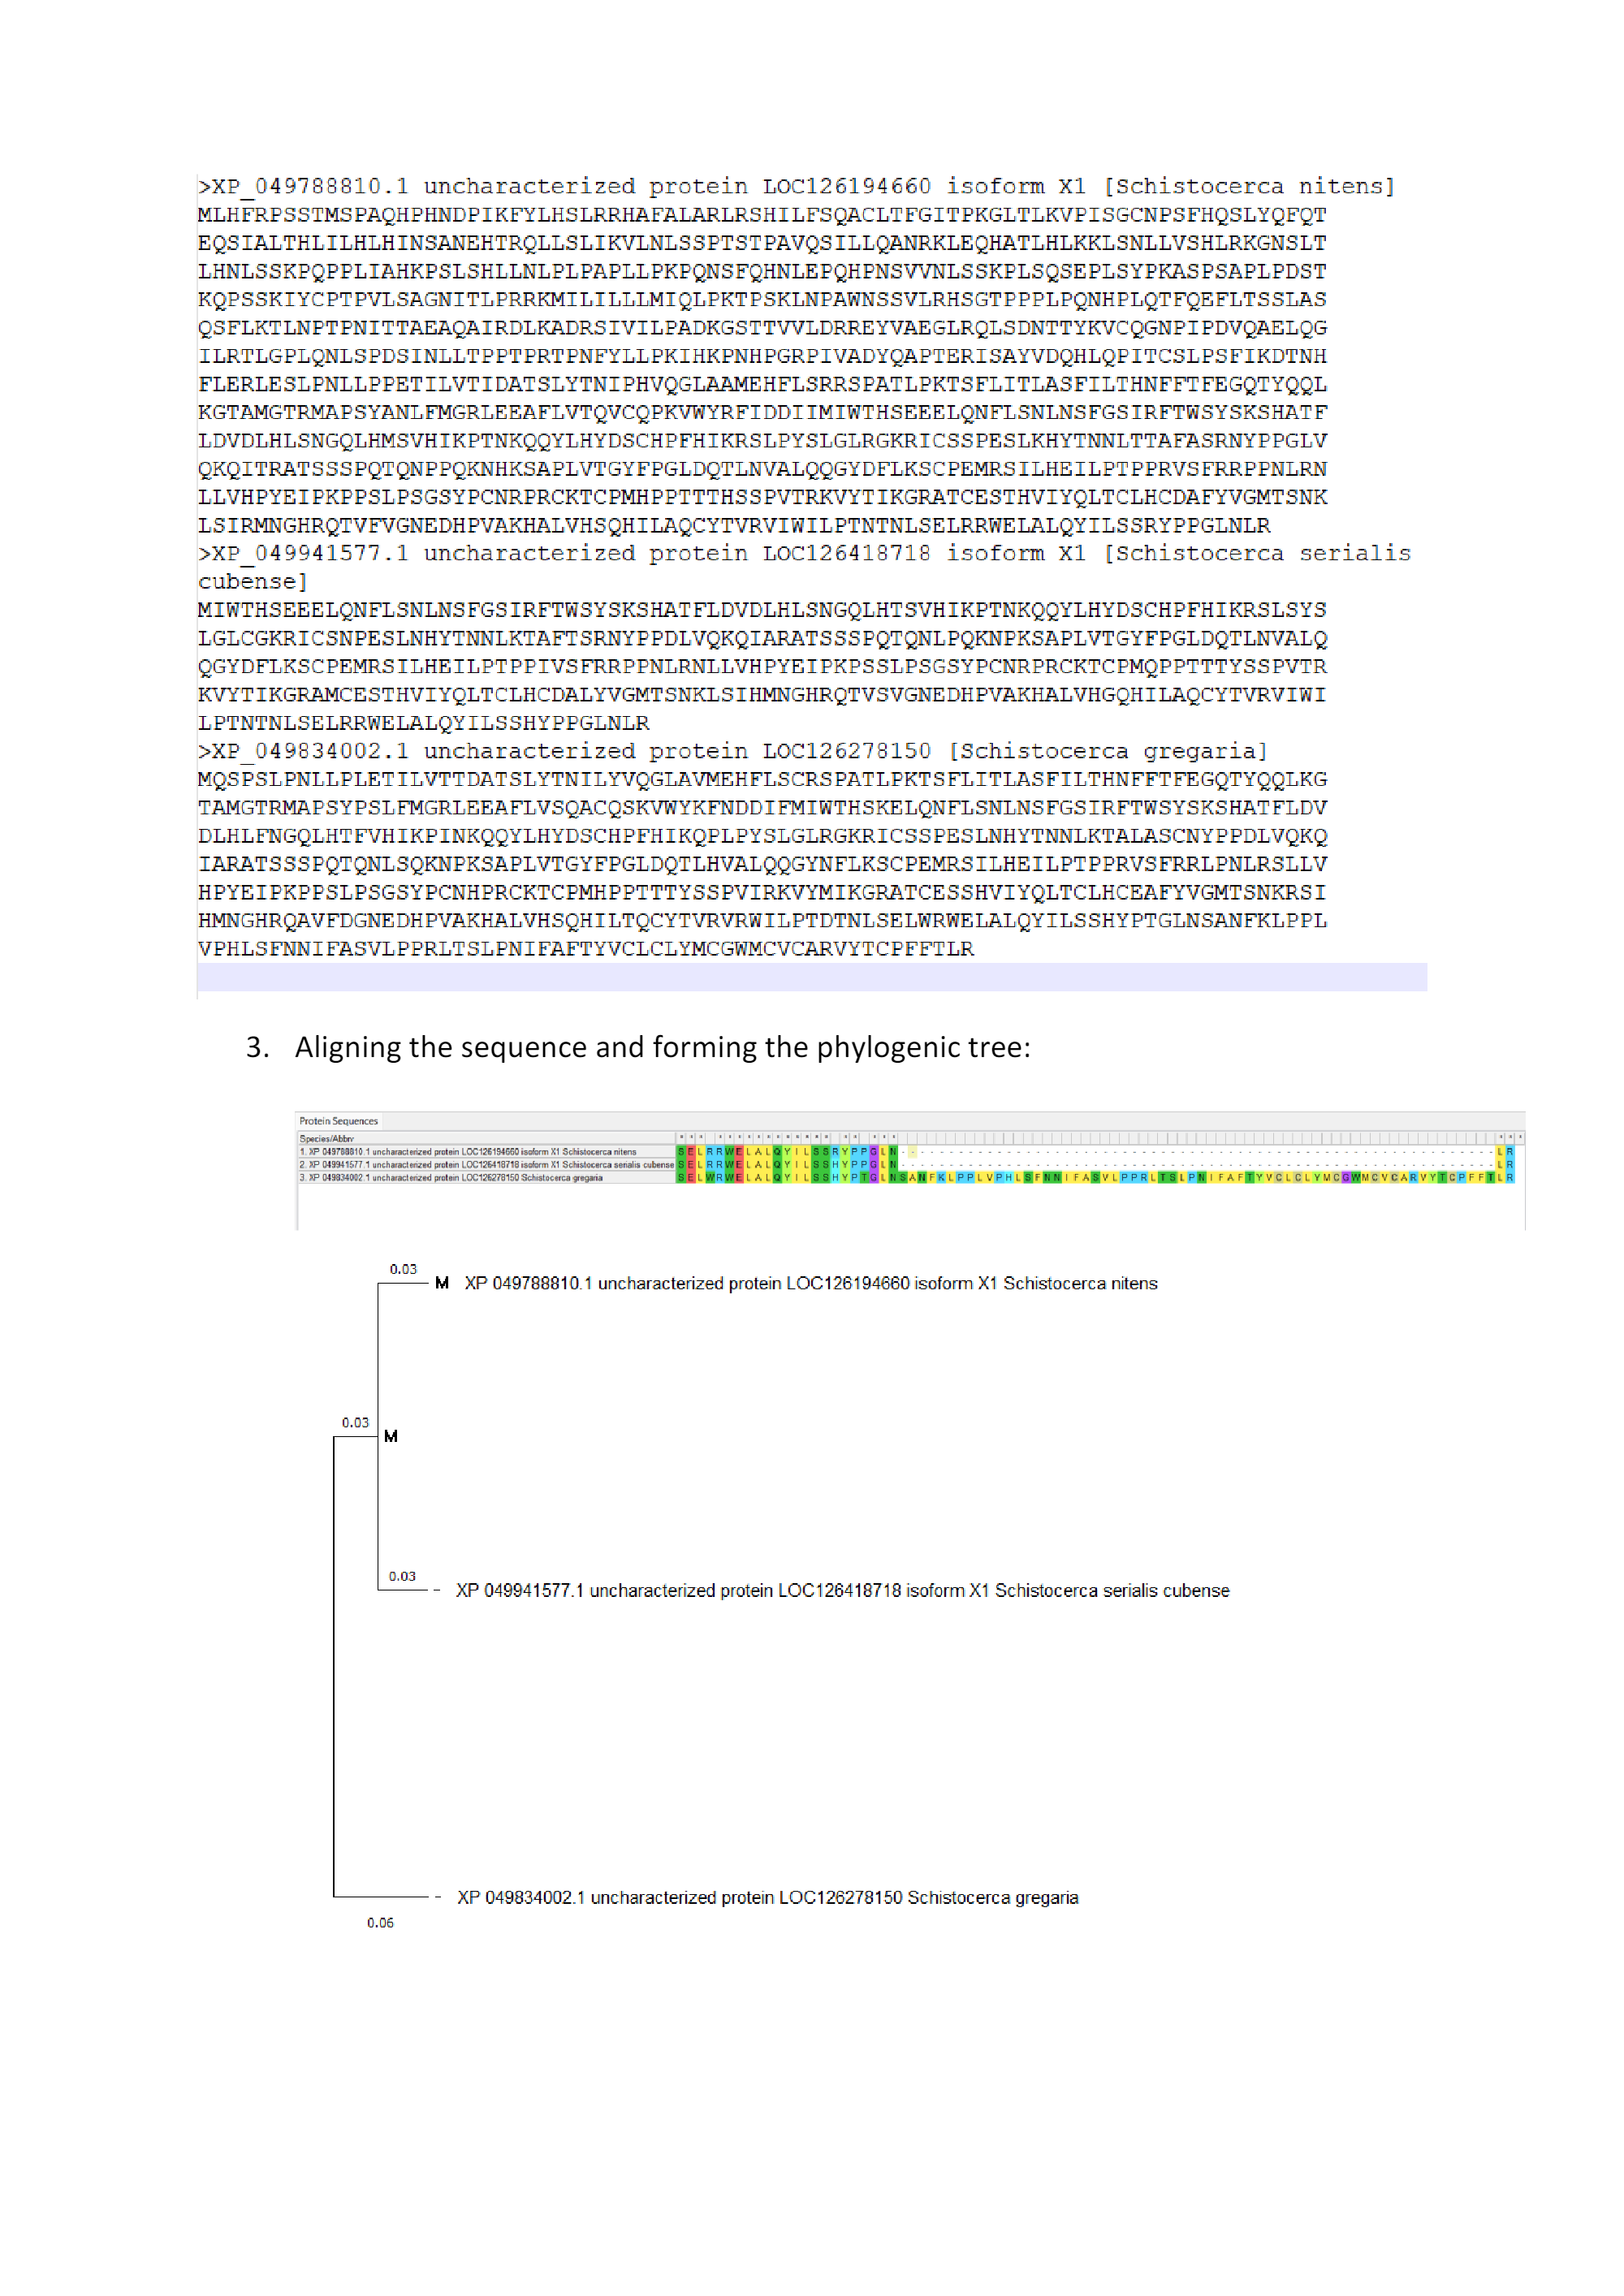 >XP_049788810.1 uncharacterized protein LOC126194660 isoform X1 [Schistocerca nitens]
MLHFRPSSTMSPAQHPHNDPIKFYLHSLRRHAFALARLRSHILFSQACLTFGITPKGLTLKVPISGCNPSFHQSLYQFQT
EQSIALTHLILHLHINSANEHTRQLLSLIKVLNLSSPTSTPAVQSILLQANRKLEQHATLHLKKLSNLLVSHLRKGNSLT
LHNLSSKPQPPLIAHKPSLSHLLNLPLPAPLLPKPQNSFQHNLEPQHPNSVVNLSSKPLSQSEPLSYPKASPSAPLPDST
KQPSSKIYCPTPVLSAGNITLPRRKMILILLLMIQLPKTPSKLNPAWNSSVLRHSGTPPPLPQNHPLQTFQEFLTSSLAS
QSFLKTLNPTPNITTAEAQAIRDLKADRSIVILPADKGSTTVVLDRREYVAEGLRQLSDNTTYKVCQGNPIPDVQAELQG
ILRTLGPLQNLSPDSINLLTPPTPRTPNFYLLPKIHKPNHPGRPIVADYQAPTERISAYVDQHLQPITCSLPSFIKDTNH
FLERLESLPNLLPPETILVTIDATSLYTNIPHVQGLAAMEHFLSRRSPATLPKTSFLITLASFILTHNFFTFEGQTYQQL
KGTAMGTRMAPSYANLFMGRLEEAFLVTQVCQPKVWYRFIDDIIMIWTHSEEELQNFLSNLNSFGSIRFTWSYSKSHATF
LDVDLHLSNGQLHMSVHIKPTNKQQYLHYDSCHPFHIKRSLPYSLGLRGKRICSSPESLKHYTNNLTTAFASRNYPPGLV
QKQITRATSSSPQTQNPPQKNHKSAPLVTGYFPGLDQTLNVALQQGYDFLKSCPEMRSILHEILPTPPRVSFRRPPNLRN
LLVHPYEIPKPPSLPSGSYPCNRPRCKTCPMHPPTTTHSSPVTRKVYTIKGRATCESTHVIYQLTCLHCDAFYVGMTSNK
LSIRMNGHRQTVFVGNEDHPVAKHALVHSQHILAQCYTVRVIWILPTNTNLSELRRWELALQYILSSRYPPGLNLR
>XP_049941577.1 uncharacterized protein LOC126418718 isoform X1 [Schistocerca serialis
cubense]
MIWTHSEEELQNFLSNLNSFGSIRFTWSYSKSHATFLDVDLHLSNGQLHTSVHIKPTNKQQYLHYDSCHPFHIKRSLSYS
LGLCGKRICSNPESLNHYTNNLKTAFTSRNYPPDLVQKQIARATSSSPQTQNLPQKNPKSAPLVTGYFPGLDQTLNVALQ
QGYDFLKSCPEMRSILHEILPTPPIVSFRRPPNLRNLLVHPYEIPKPSSLPSGSYPCNRPRCKTCPMQPPTTTYSSPVTR
KVYTIKGRAMCESTHVIYQLTCLHCDALYVGMTSNKLSIHMNGHRQTVSVGNEDHPVAKHALVHGQHILAQCYTVRVIWI
LPTNTNLSELRRWELALQYILSSHYPPGLNLR
>XP_049834002.1 uncharacterized protein LOC126278150 [Schistocerca gregaria]
MQSPSLPNLLPLETILVTTDATSLYTNILYVQGLAVMEHFLSCRSPATLPKTSFLITLASFILTHNFFTFEGQTYQQLKG
TAMGTRMAPSYPSLFMGRLEEAFLVSQACQSKVWYKFNDDIFMIWTHSKELQNFLSNLNSFGSIRFTWSYSKSHATFLDV
DLHLFNGQLHTFVHIKPINKQQYLHYDSCHPFHIKQPLPYSLGLRGKRICSSPESLNHYTNNLKTALASCNYPPDLVQKQ
IARATSSSPQTQNLSQKNPKSAPLVTGYFPGLDQTLHVALQQGYNFLKSCPEMRSILHEILPTPPRVSFRRLPNLRSLLV
HPYEIPKPPSLPSGSYPCNHPRCKTCPMHPPTTTYSSPVIRKVYMIKGRATCESSHVIYQLTCLHCEAFYVGMTSNKRSI
HMNGHRQAVFDGNEDHPVAKHALVHSQHILTQCYTVRVRWILPTDTNLSELWRWELALQYILSSHYPTGLNSANFKLPPL
VPHLSFNNIFASVLPPRLTSLPNIFAFTYVCLCLYMCGWMCVCARVYTCPFFTLR
3. Aligning the sequence and forming the phylogenic tree:
Protein Sequences
Species/Abbrv
1. XP 049788810.1 uncharacterized protein LOC126194660 isoform X1 Schistocerca nitens SELRRWELALQYILSSRYPPGLN LR
2. XP 049941577.1 uncharacterized protein LOC126418718 isoform X1 Schistocerca serialis cubense SELRRWELALQYILSSHYPPGLN LR
3. XP 049834002.1 uncharacterized protein LOC126278150 Schistocerca gregaria SELWRWELALQYILSSHYPTGLNSANFKLPPLVPHLSFNNIFASVLPPRLTSLPNIFAFTYVCLCLYMCGWMCVCARVYTCPFFTLR
0.03
M XP 049788810.1 uncharacterized protein LOC126194660 isoform X1 Schistocerca nitens
0.03
M
0.03
XP 049941577.1 uncharacterized protein LOC126418718 isoform X1 Schistocerca serialis cubense
XP 049834002.1 uncharacterized protein LOC126278150 Schistocerca gregaria
0.06